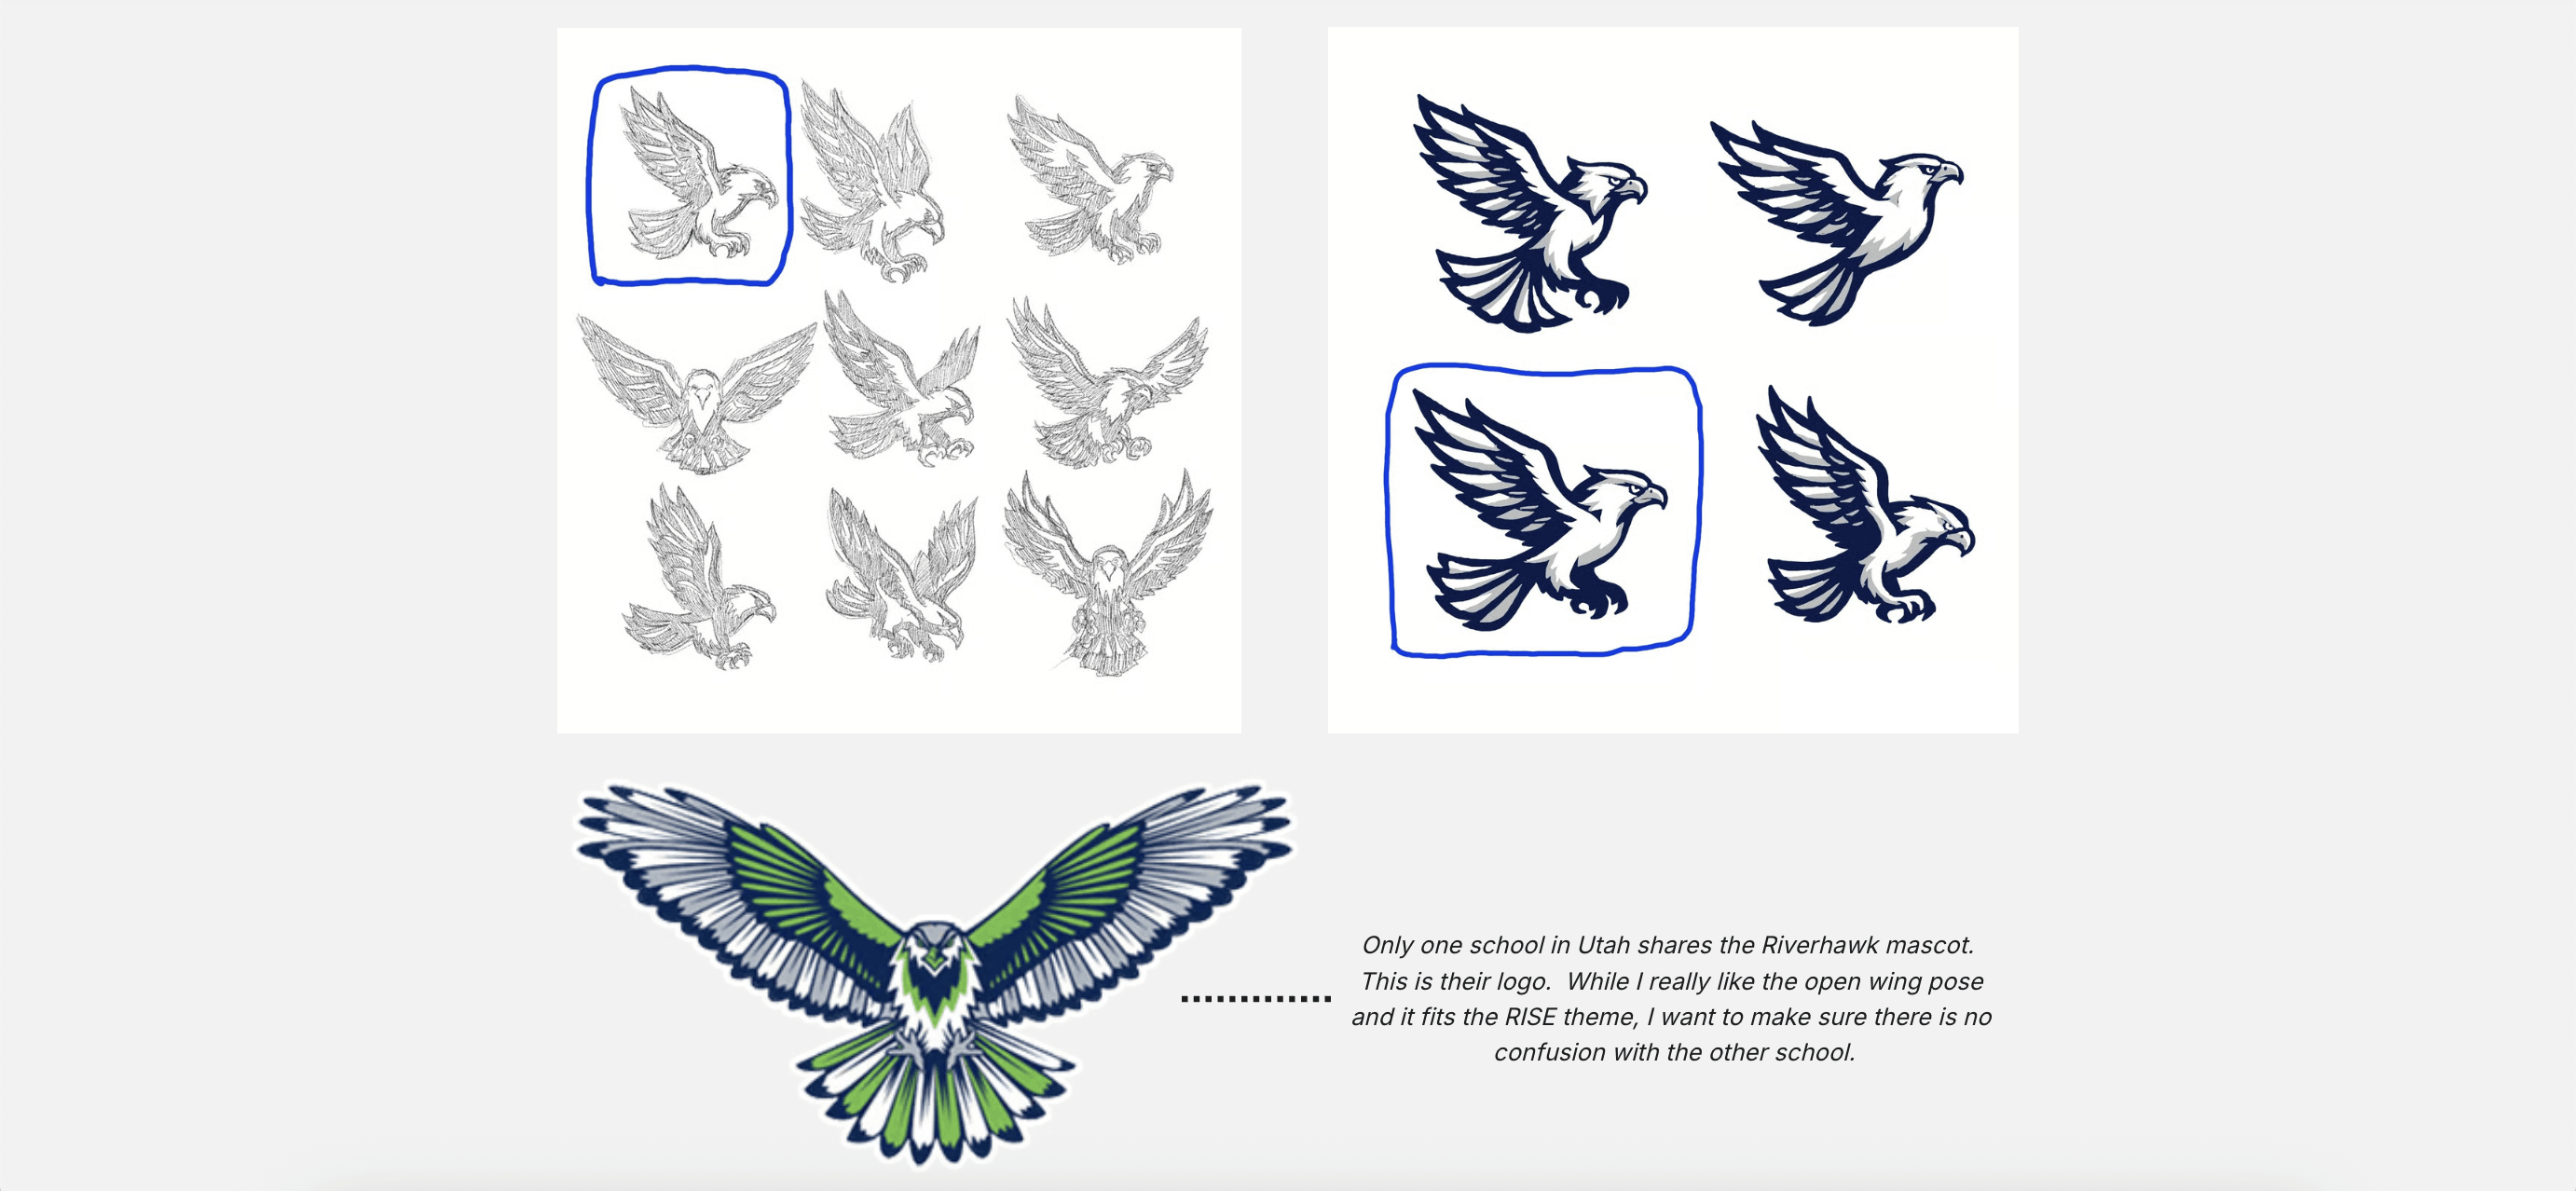 Only one school in Utah shares the Riverhawk mascot.
This is their logo.  While I really like the open wing pose
and it fits the RISE theme, I want to make sure there is no
confusion with the other school.